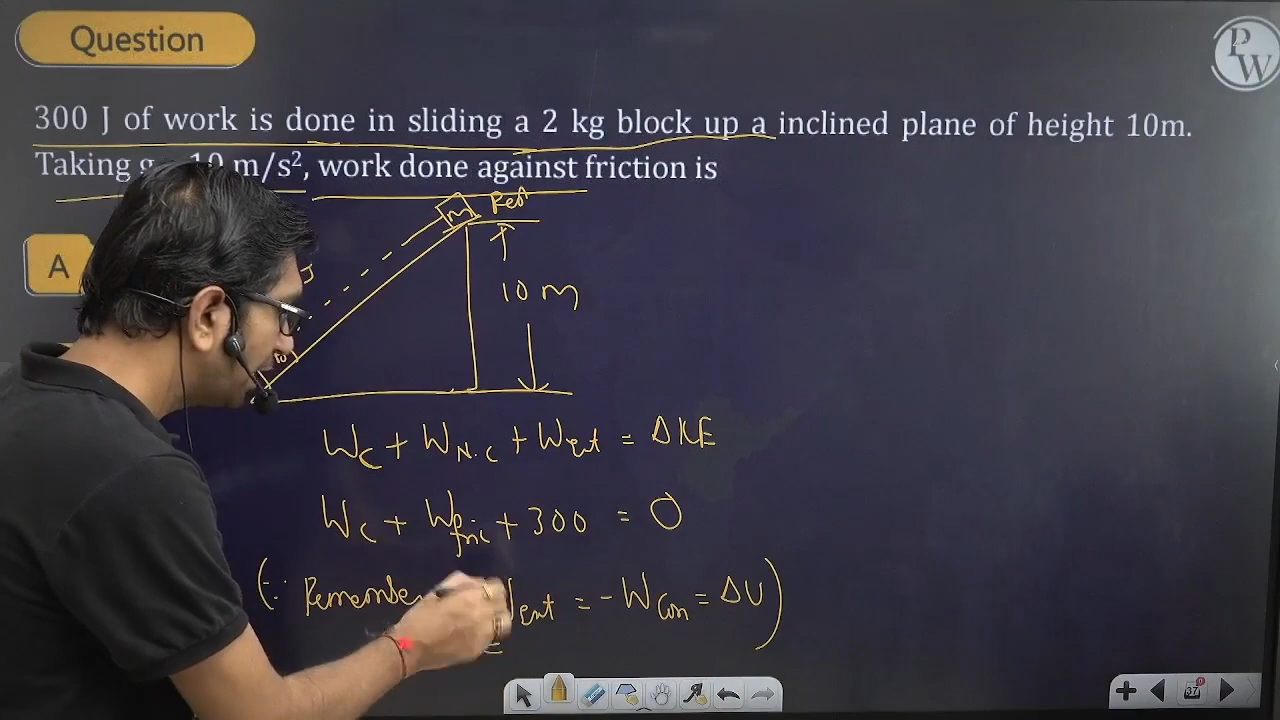 Question
PW
300 J of work is done in sliding a 2 kg block up a inclined plane of height 10m.
Taking g 10 m/s², work done against friction is
A
m Rest
10 m
W_C + W_N.C + W_ext = ΔKE
W_C + W_fric + 300 = 0
(∵ Remember W_ext = -W_Con = ΔU)
37